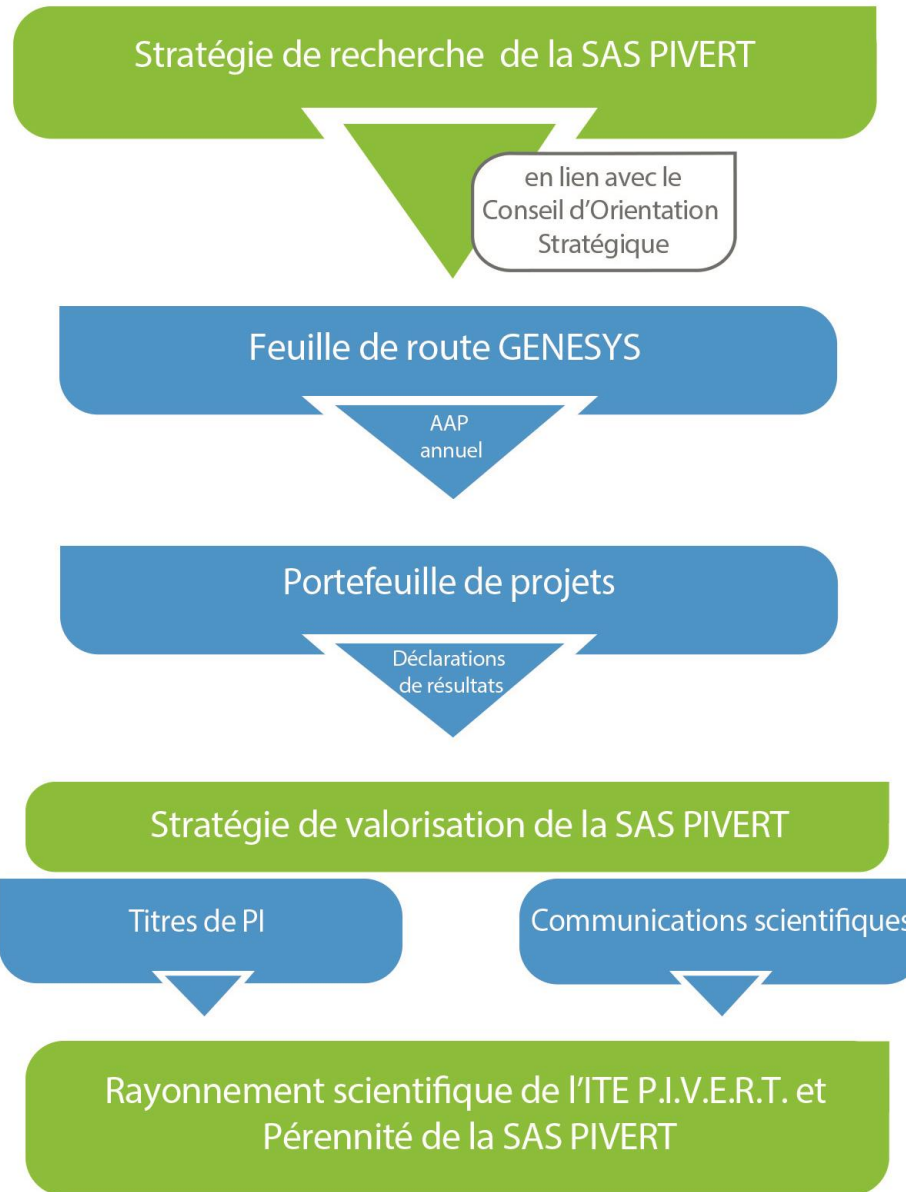 Stratégie de recherche de la SAS PIVERT
en lien avec le
Conseil d'Orientation
Stratégique
Feuille de route GENESYS
AAP
annuel
Portefeuille de projets
Déclarations
de résultats
Stratégie de valorisation de la SAS PIVERT
Titres de PI
Communications scientifiques
Rayonnement scientifique de l'ITE P.I.V.E.R.T. et
Pérennité de la SAS PIVERT